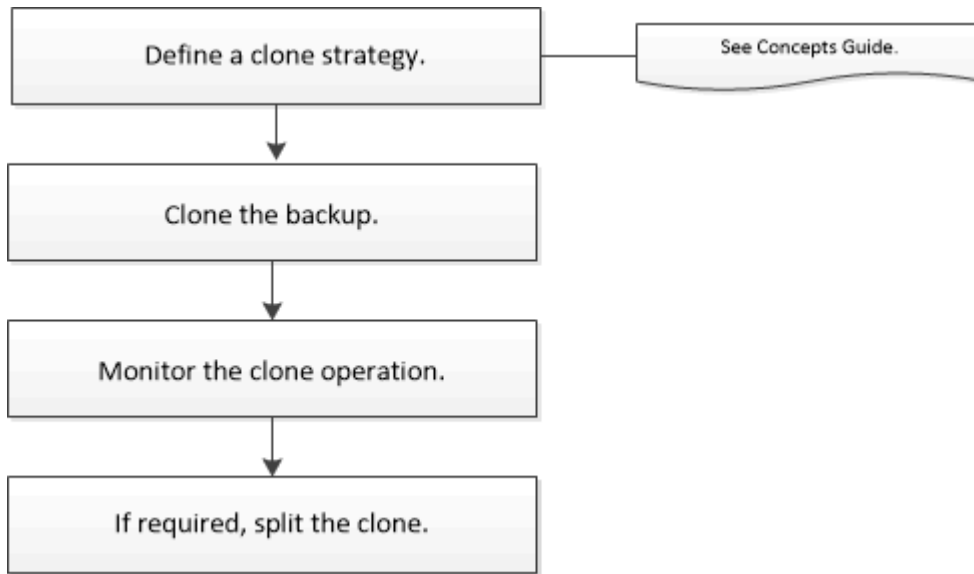 Define a clone strategy.
See Concepts Guide.
Clone the backup.
Monitor the clone operation.
If required, split the clone.